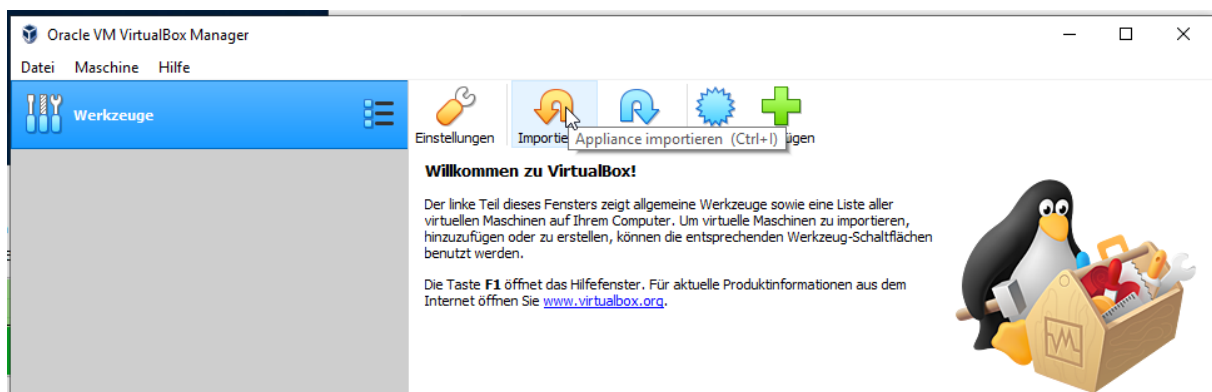 Oracle VM VirtualBox Manager
Datei Maschine Hilfe
Werkzeuge
Einstellungen
Appliance importieren (Ctrl+I)
Willkommen zu VirtualBox!
Der linke Teil dieses Fensters zeigt allgemeine Werkzeuge sowie eine Liste aller
virtuellen Maschinen auf Ihrem Computer. Um virtuelle Maschinen zu importieren,
hinzuzufügen oder zu erstellen, können die entsprechenden Werkzeug-Schaltflächen
benutzt werden.
Die Taste F1 öffnet das Hilfefenster. Für aktuelle Produktinformationen aus dem
Internet öffnen Sie www.virtualbox.org.